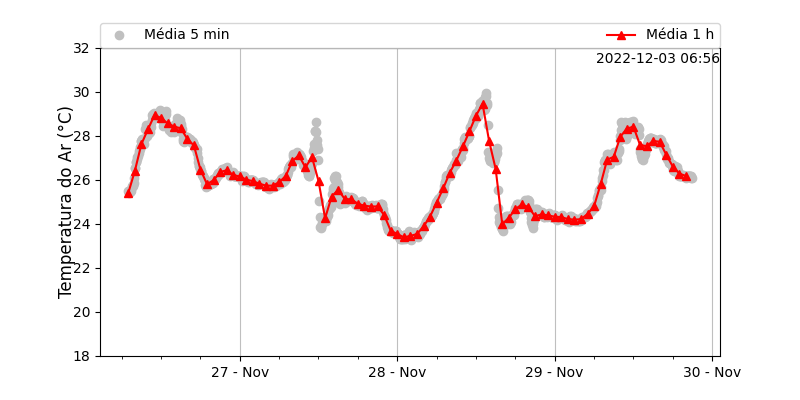 Média 5 min
Média 1 h
2022-12-03 06:56
Temperatura do Ar (°C)
32
30
28
26
24
22
20
18
27 - Nov
28 - Nov
29 - Nov
30 - Nov